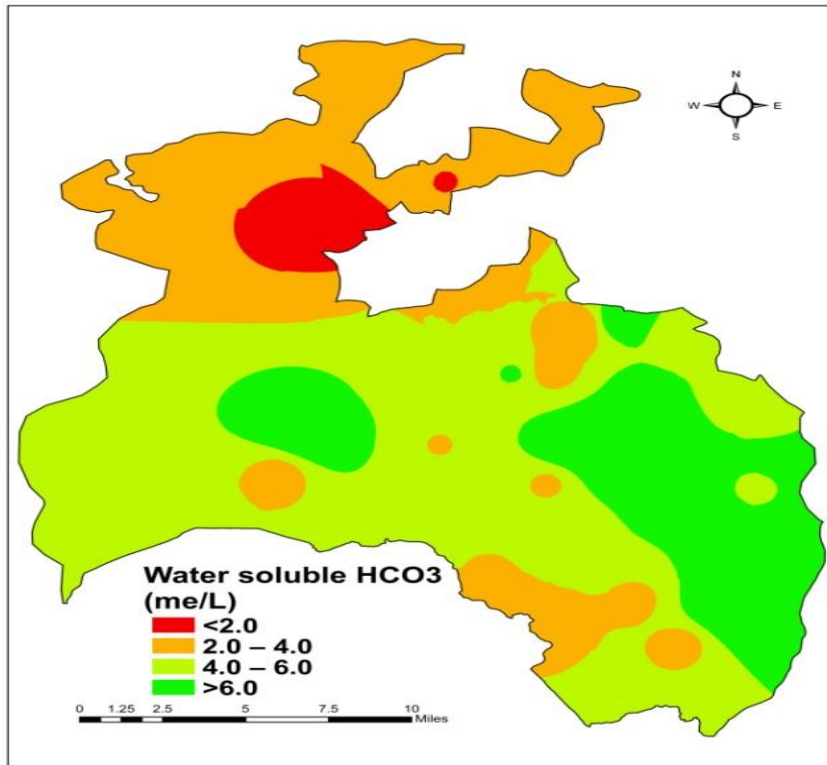 N
W E
S
Water soluble HCO3
(me/L)
<2.0
2.0 – 4.0
4.0 – 6.0
>6.0
0 1.25 2.5 5 7.5 10
Miles